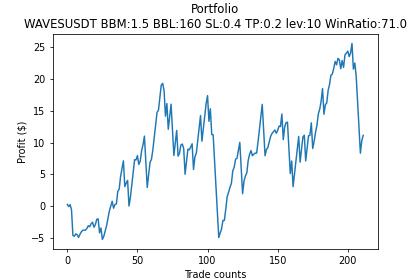 Portfolio
WAVESUSDT BBM:1.5 BBL:160 SL:0.4 TP:0.2 lev:10 WinRatio:71.0
Profit ($)
25
20
15
10
5
0
−5
0 50 100 150 200
Trade counts